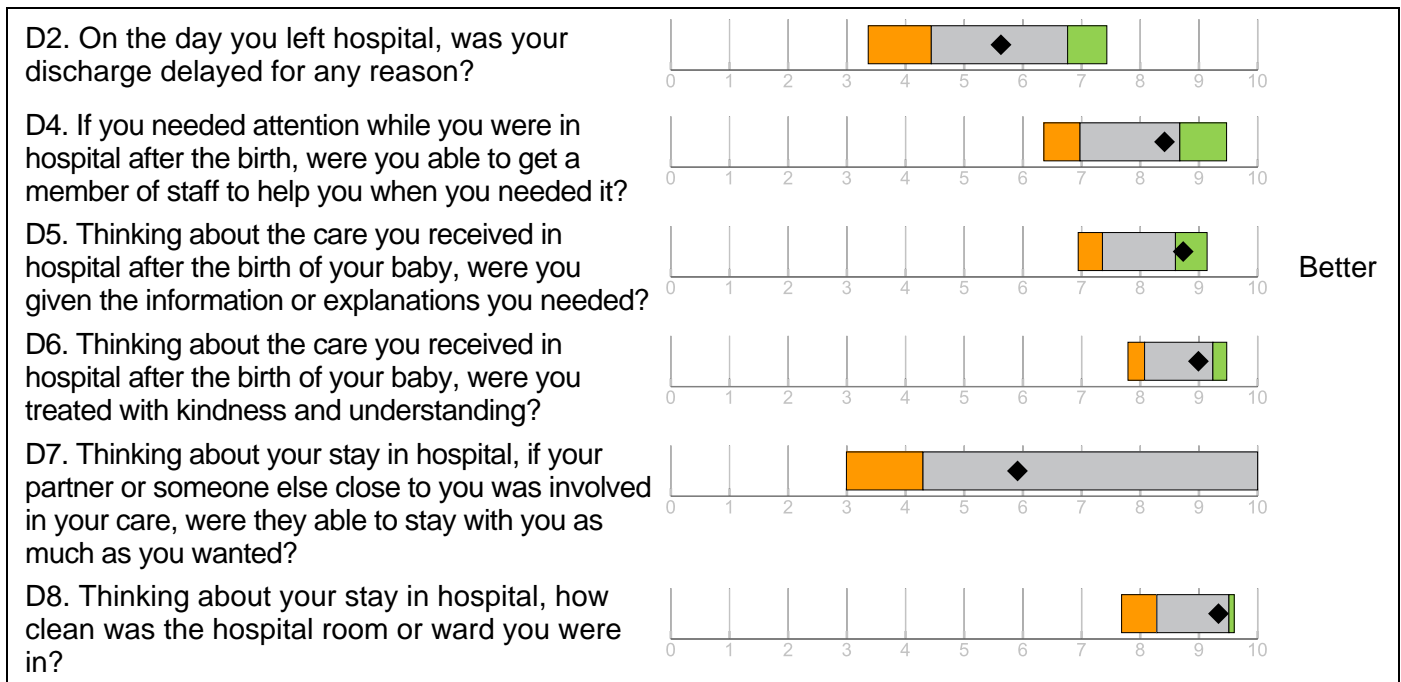 D2. On the day you left hospital, was your
discharge delayed for any reason?
0 1 2 3 4 5 6 7 8 9 10
D4. If you needed attention while you were in
hospital after the birth, were you able to get a
member of staff to help you when you needed it?
0 1 2 3 4 5 6 7 8 9 10
D5. Thinking about the care you received in
hospital after the birth of your baby, were you
given the information or explanations you needed?
0 1 2 3 4 5 6 7 8 9 10
Better
D6. Thinking about the care you received in
hospital after the birth of your baby, were you
treated with kindness and understanding?
0 1 2 3 4 5 6 7 8 9 10
D7. Thinking about your stay in hospital, if your
partner or someone else close to you was involved
in your care, were they able to stay with you as
much as you wanted?
0 1 2 3 4 5 6 7 8 9 10
D8. Thinking about your stay in hospital, how
clean was the hospital room or ward you were
in?
0 1 2 3 4 5 6 7 8 9 10